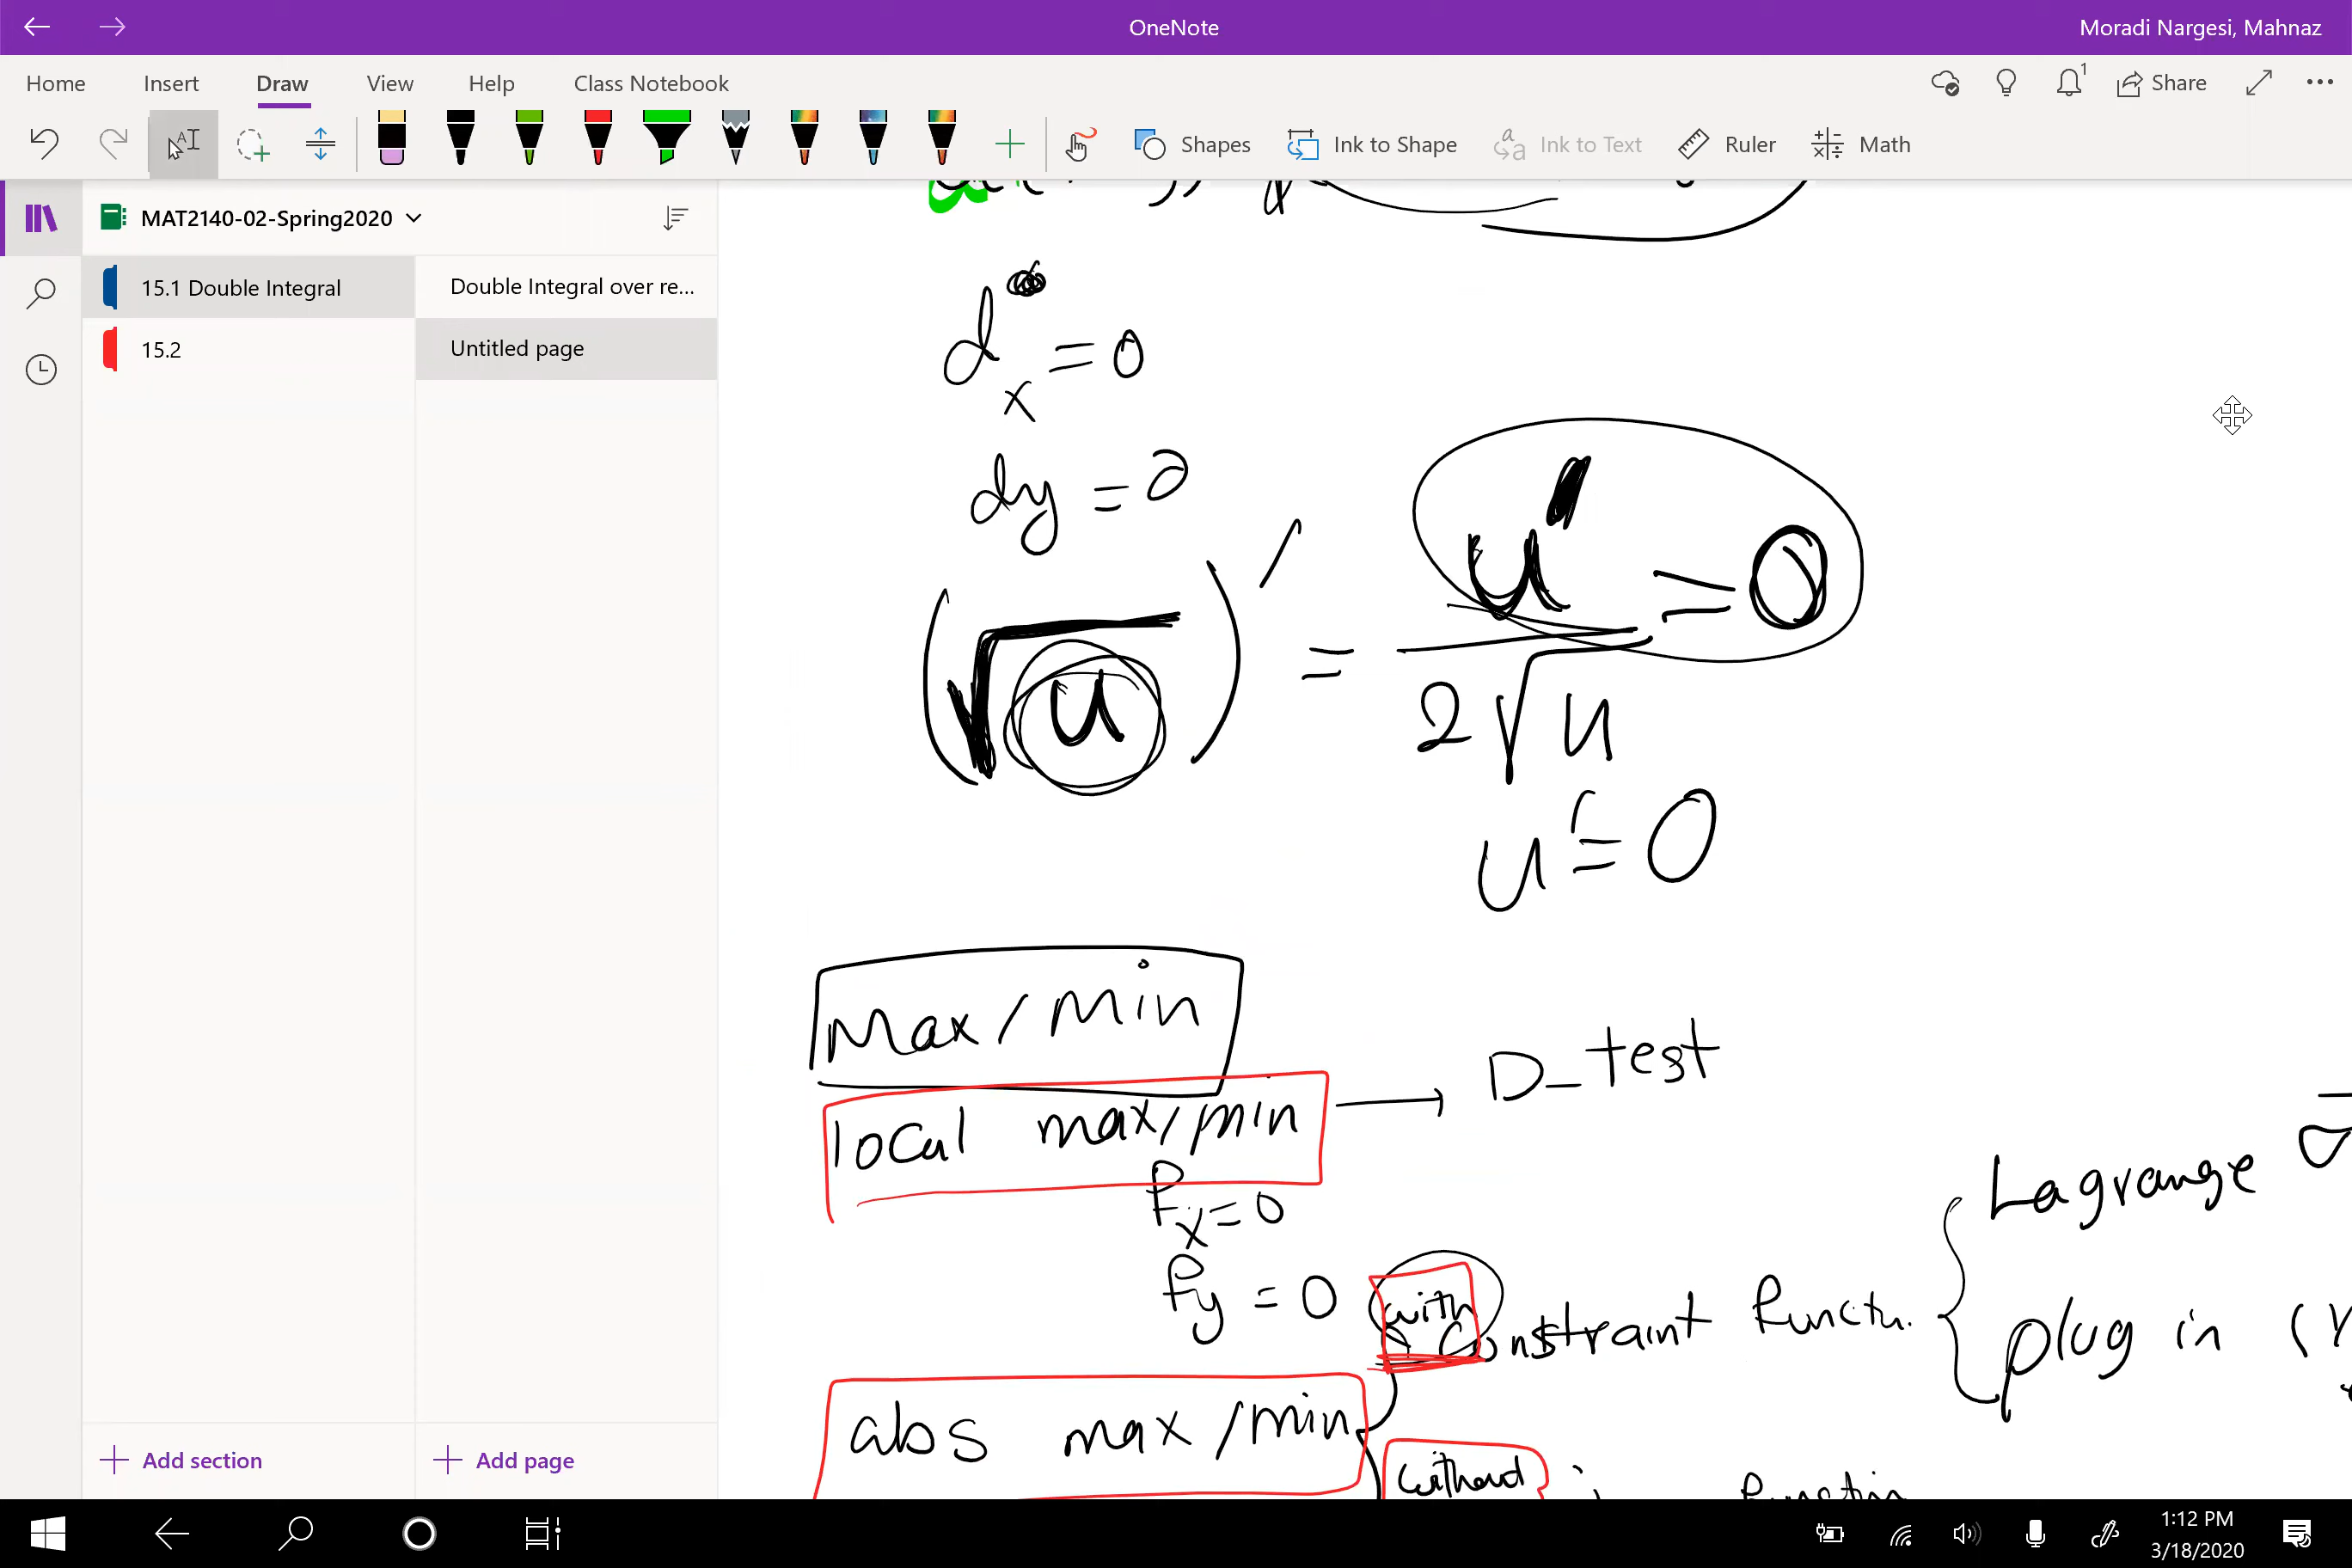 OneNote
Moradi Nargesi, Mahnaz
Home Insert Draw View Help Class Notebook
1 Share
Shapes Ink to Shape Ink to Text Ruler Math
MAT2140-02-Spring2020
15.1 Double Integral
15.2
Double Integral over re...
Untitled page
d_x = 0
dy = 0
(√u)' = u' = 0
2√u
u' = 0
Max/Min
local max/min → D_test
f_x = 0
fy = 0
with Constraint functn.
Lagrange
plug in
abs max/min
without
Add section
Add page
1:12 PM
3/18/2020